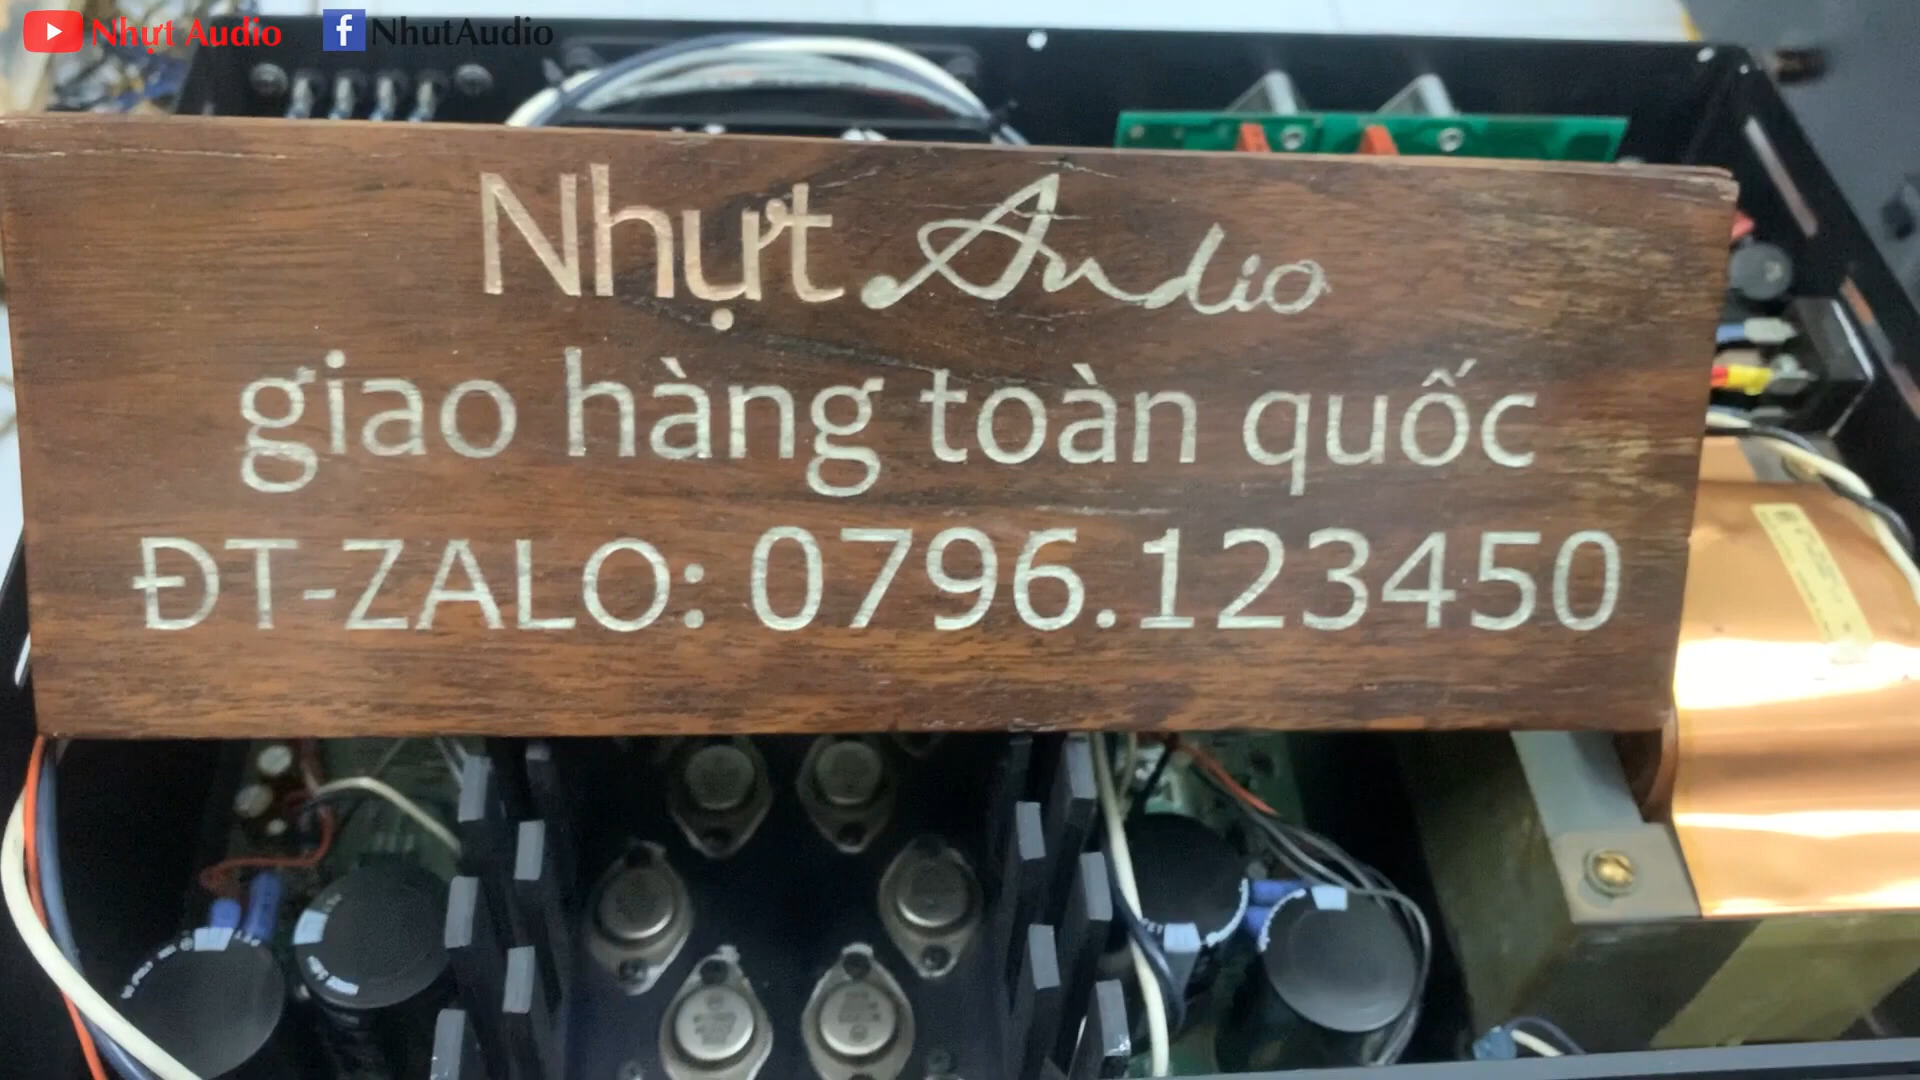 Nhựt Audio NhutAudio
Nhựt Audio
giao hàng toàn quốc
ĐT-ZALO: 0796.123450